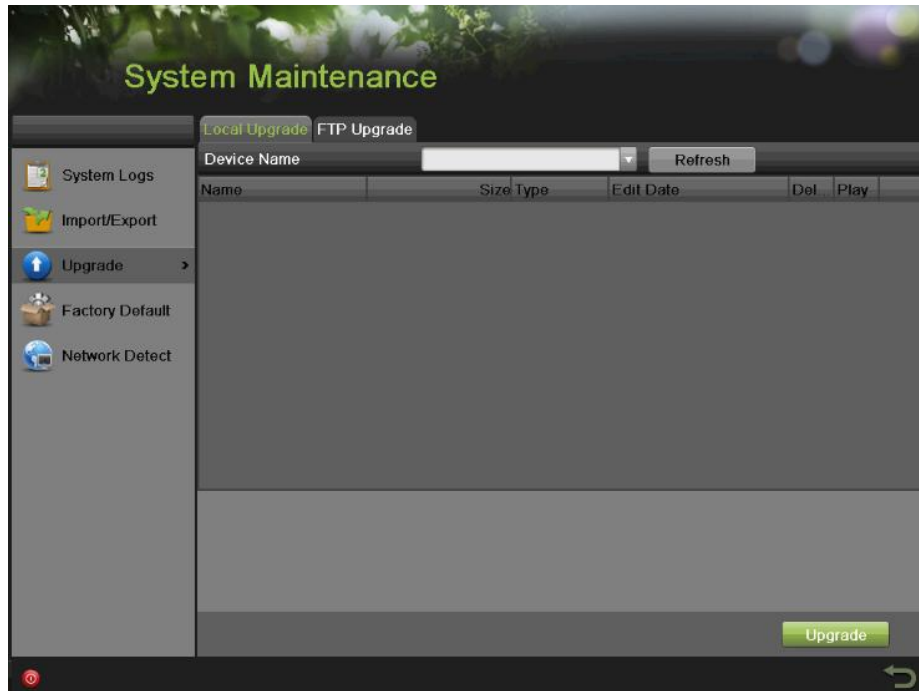 System Maintenance
Local Upgrade FTP Upgrade
Device Name Refresh
Name Size Type Edit Date Del... Play
System Logs
Import/Export
Upgrade >
Factory Default
Network Detect
Upgrade